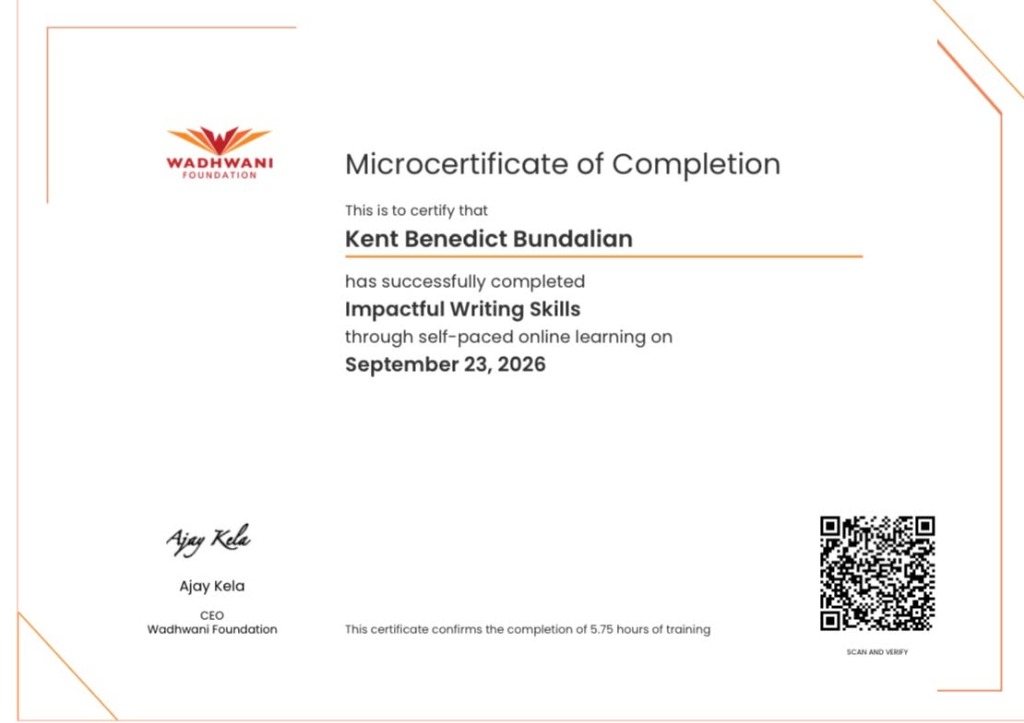 WADHWANI
FOUNDATION
Microcertificate of Completion
This is to certify that
Kent Benedict Bundalian
has successfully completed
Impactful Writing Skills
through self-paced online learning on
September 23, 2026
Ajay Kela
Ajay Kela
CEO
Wadhwani Foundation
This certificate confirms the completion of 5.75 hours of training
SCAN AND VERIFY